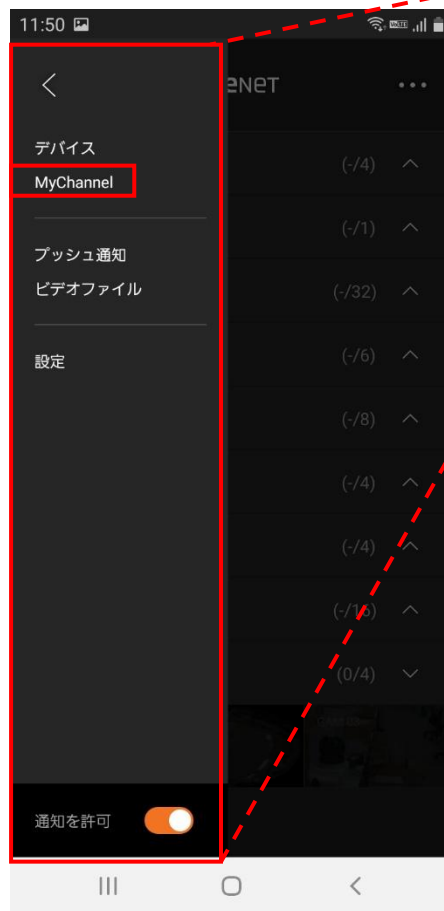 11:50
eNeT
デバイス
MyChannel
プッシュ通知
ビデオファイル
設定
通知を許可
(-/4)
(-/1)
(-/32)
(-/6)
(-/8)
(-/4)
(-/4)
(-/16)
(0/4)